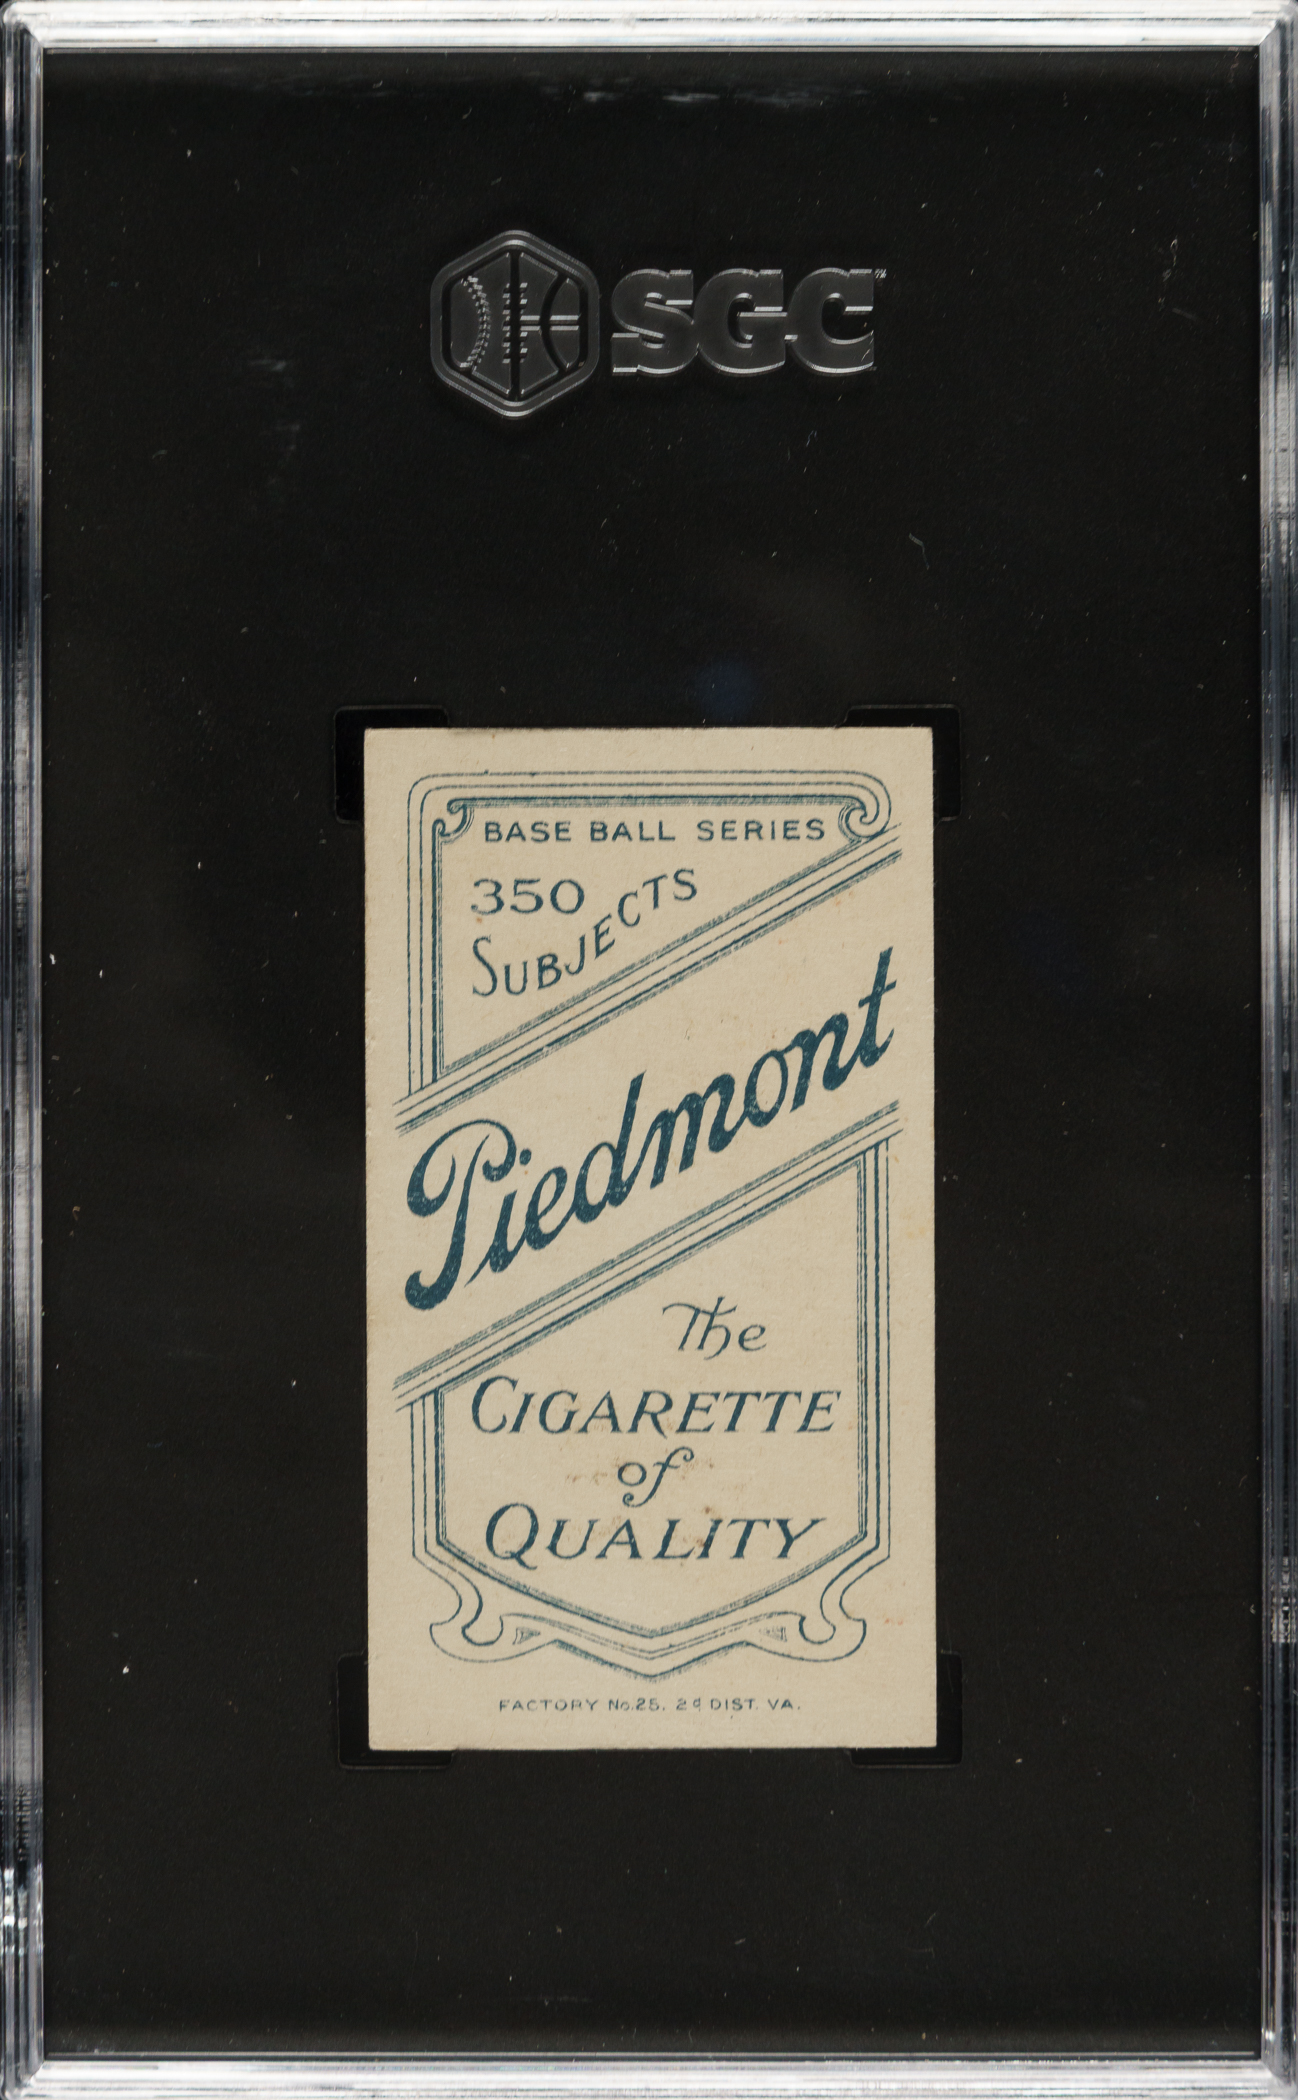 SGC
BASE BALL SERIES
350
SUBJECTS
Piedmont
The
CIGARETTE
of
QUALITY
FACTORY No.25. 2d DIST. VA.